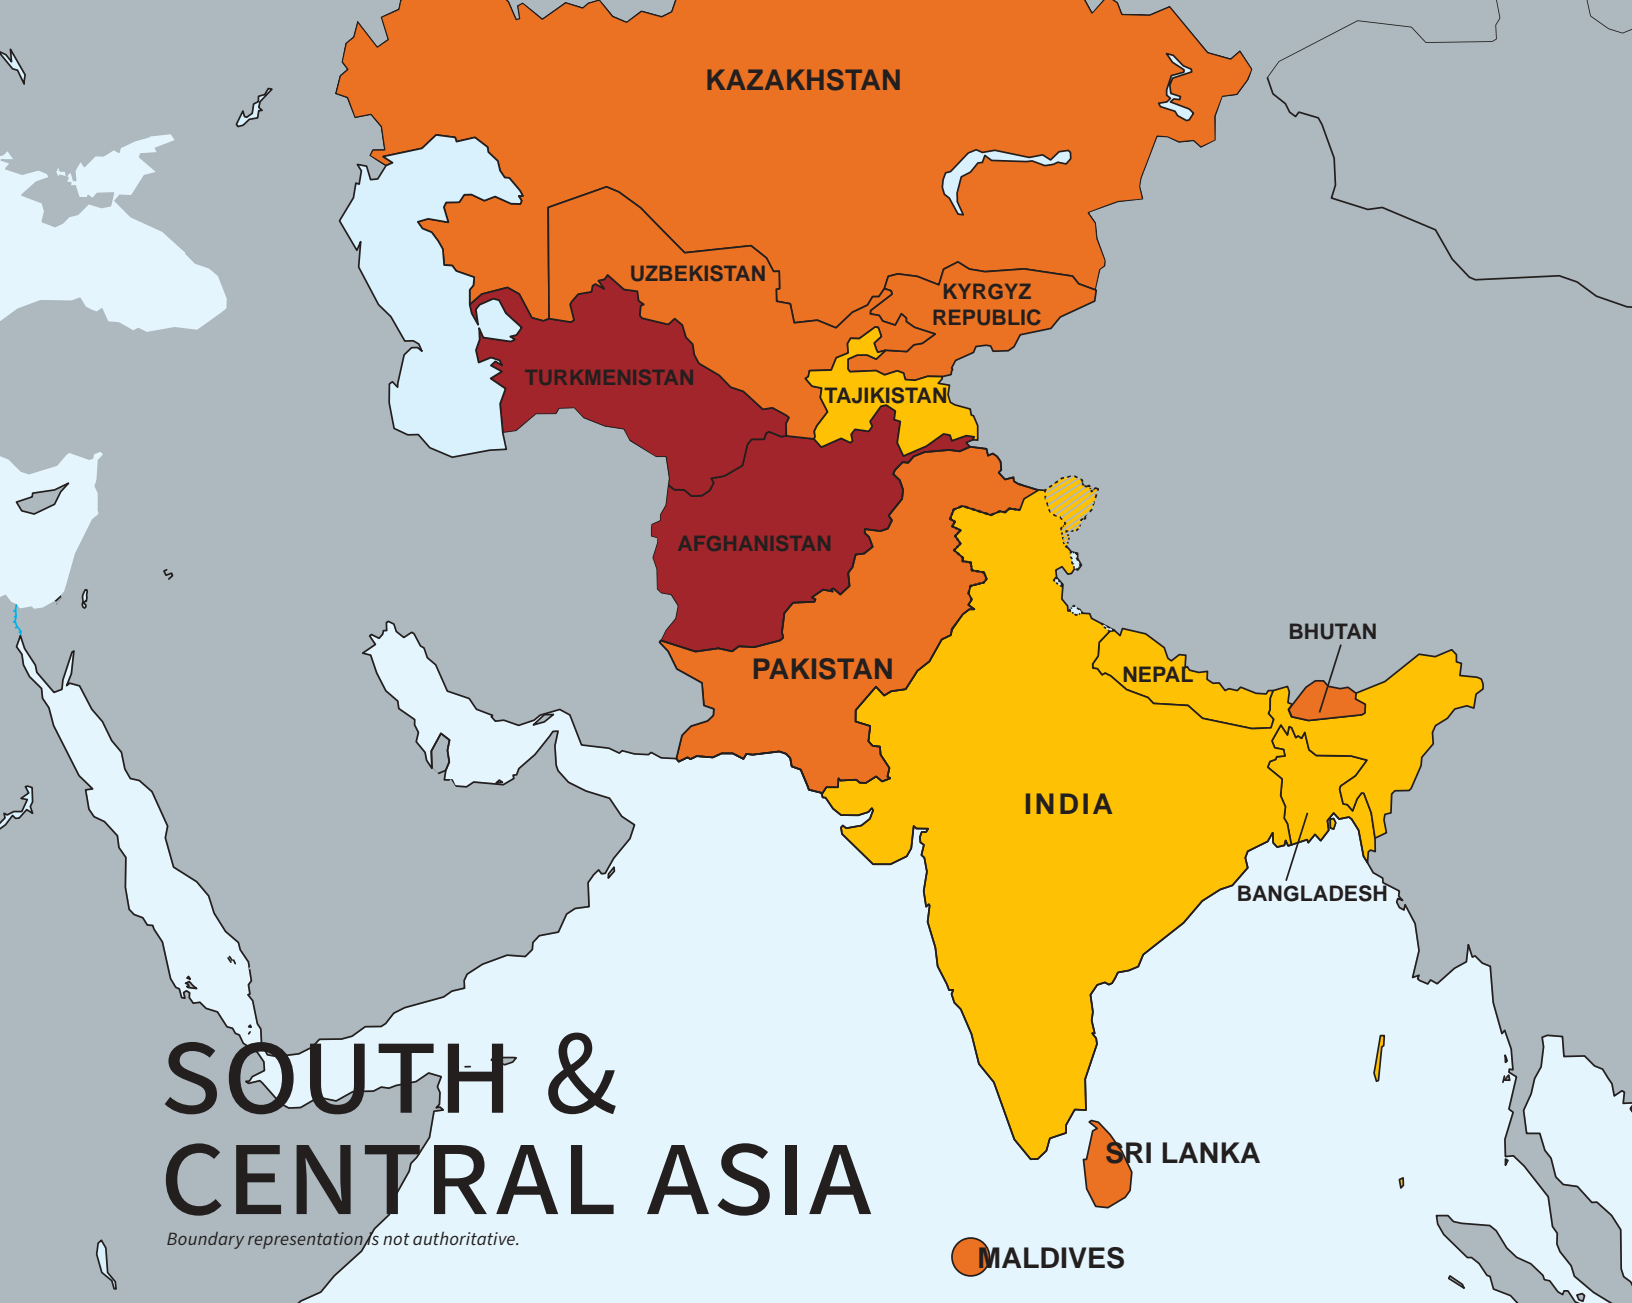 KAZAKHSTAN
UZBEKISTAN
KYRGYZ
REPUBLIC
TURKMENISTAN
TAJIKISTAN
AFGHANISTAN
PAKISTAN
BHUTAN
NEPAL
INDIA
BANGLADESH
SOUTH &
CENTRAL ASIA
Boundary representation is not authoritative.
SRI LANKA
MALDIVES